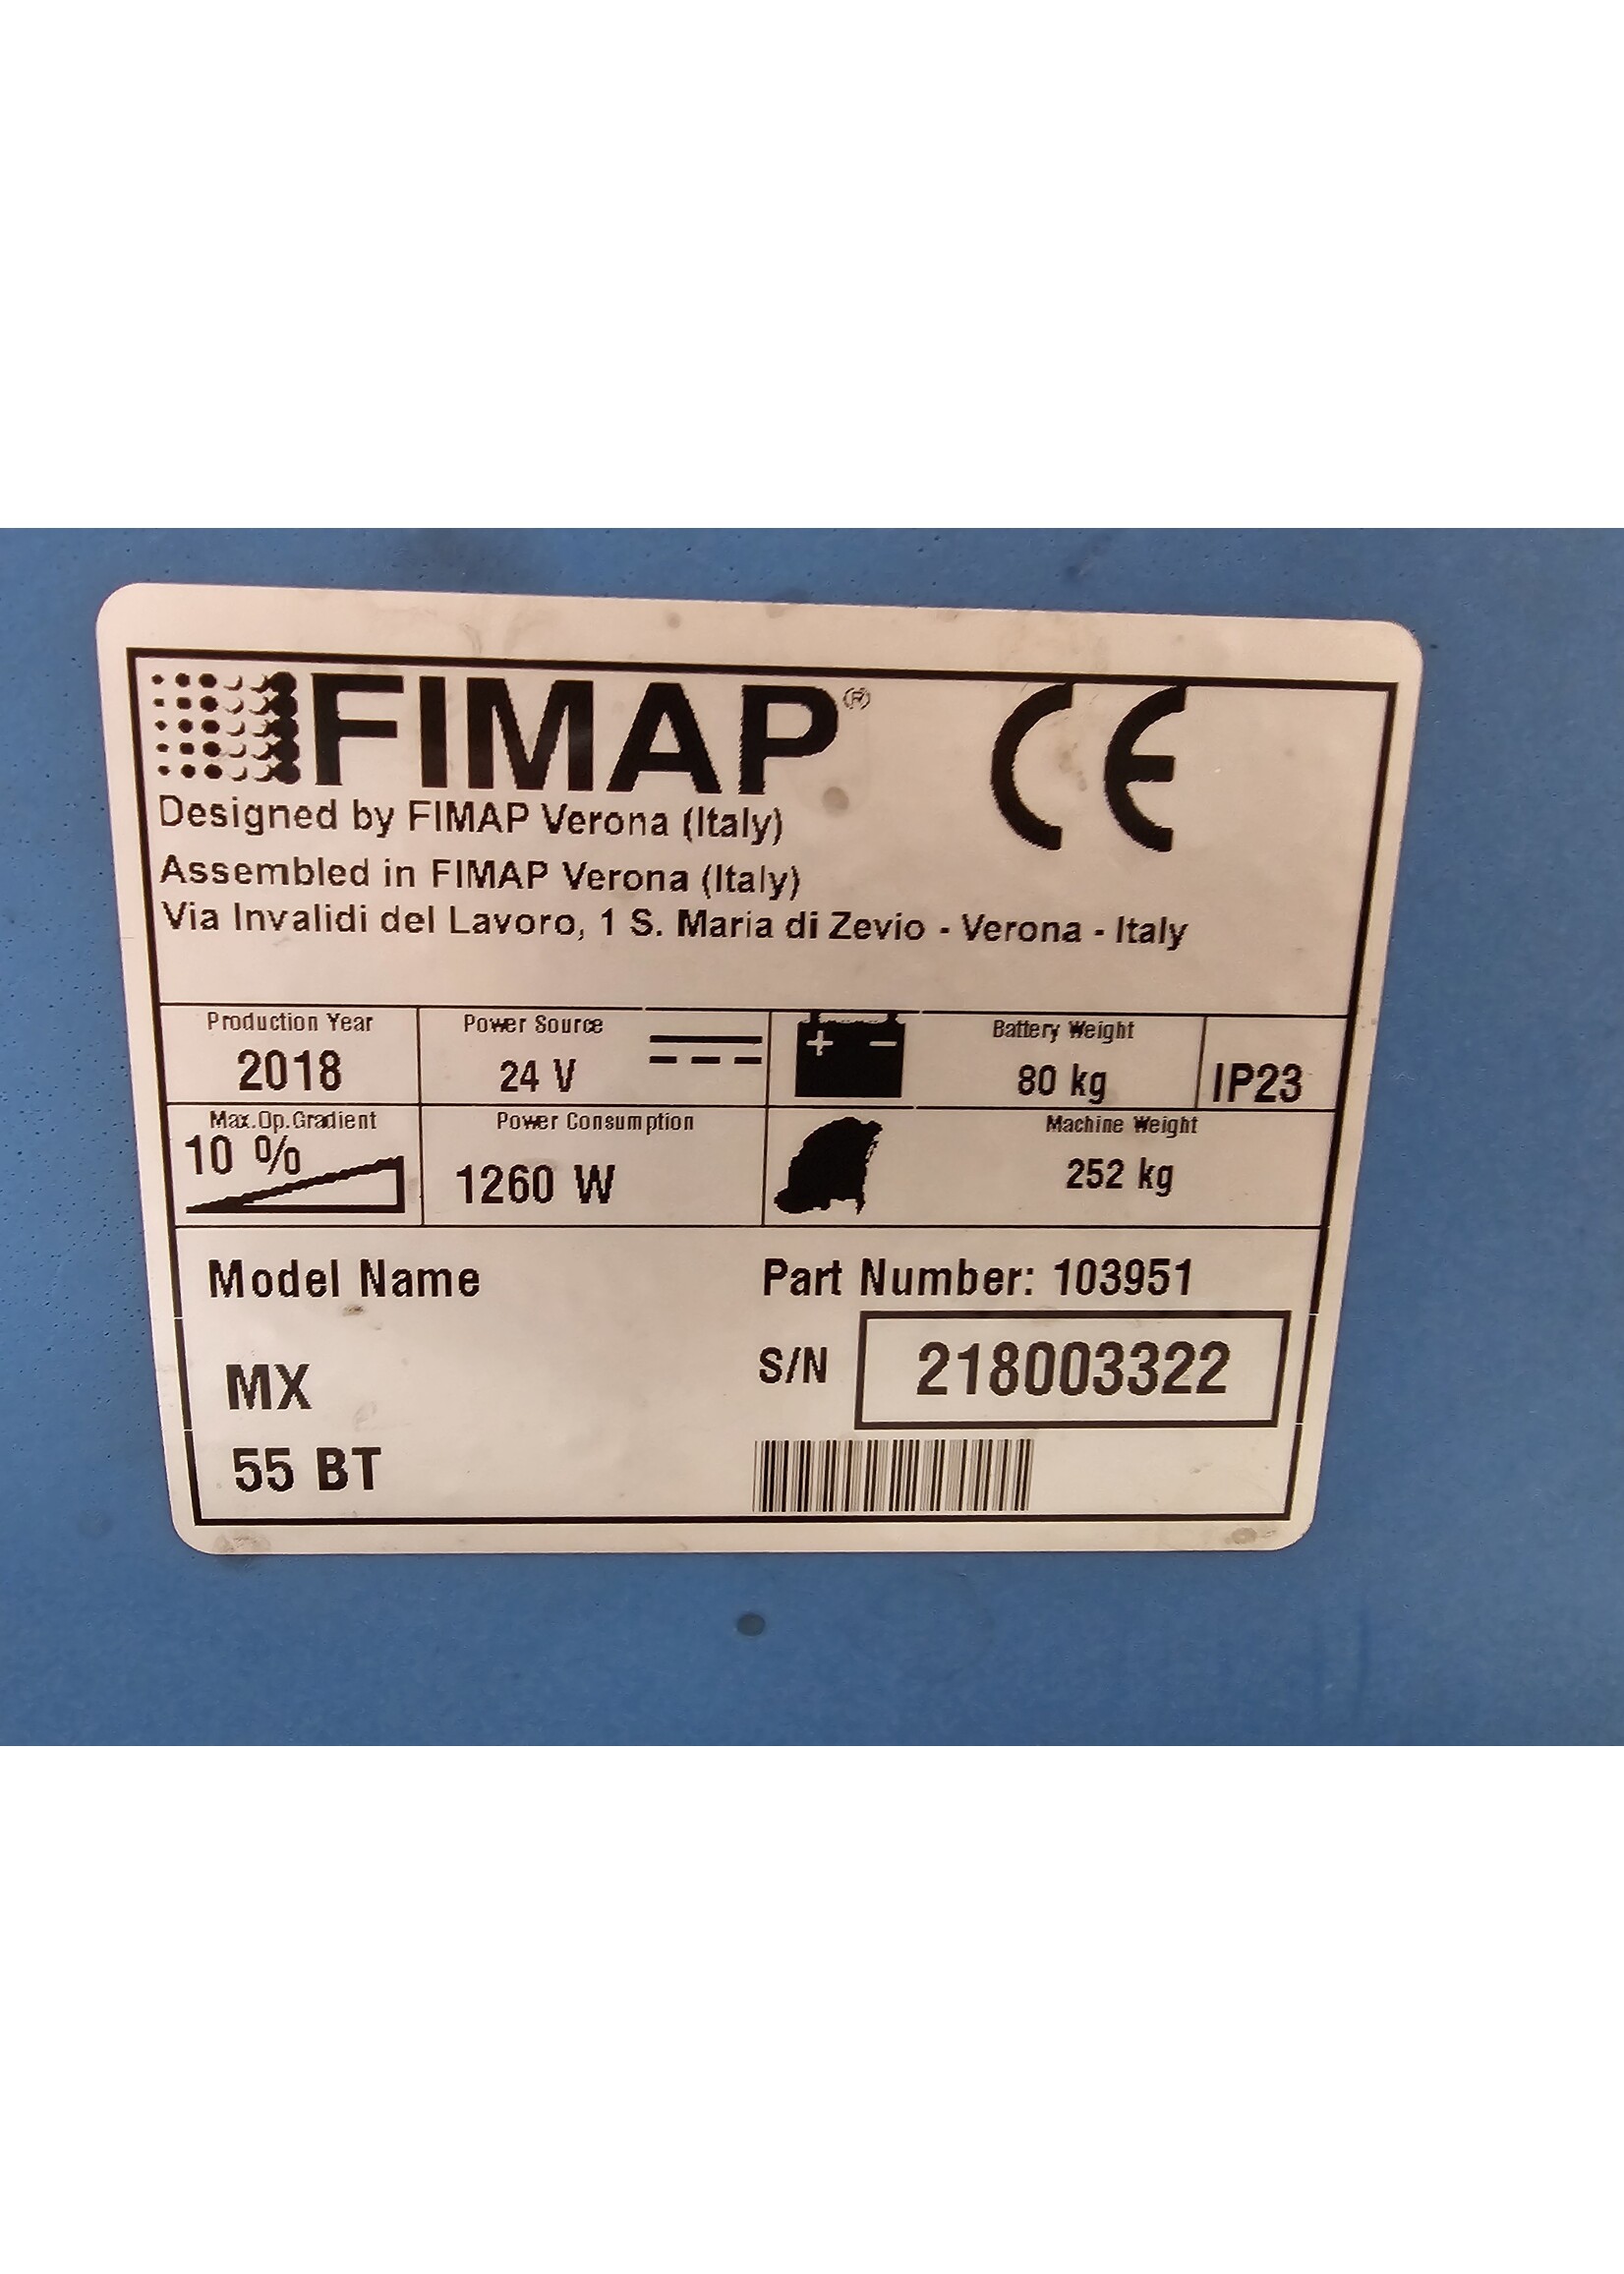 FIMAP®
CE
Designed by FIMAP Verona (Italy)
Assembled in FIMAP Verona (Italy)
Via Invalidi del Lavoro, 1 S. Maria di Zevio - Verona - Italy
Production Year
2018
Power Source
24 V
+ -
Battery Weight
80 kg
IP23
Max.Op.Gradient
10 %
Power Consumption
1260 W
Machine Weight
252 kg
Model Name
MX
55 BT
Part Number: 103951
S/N 218003322